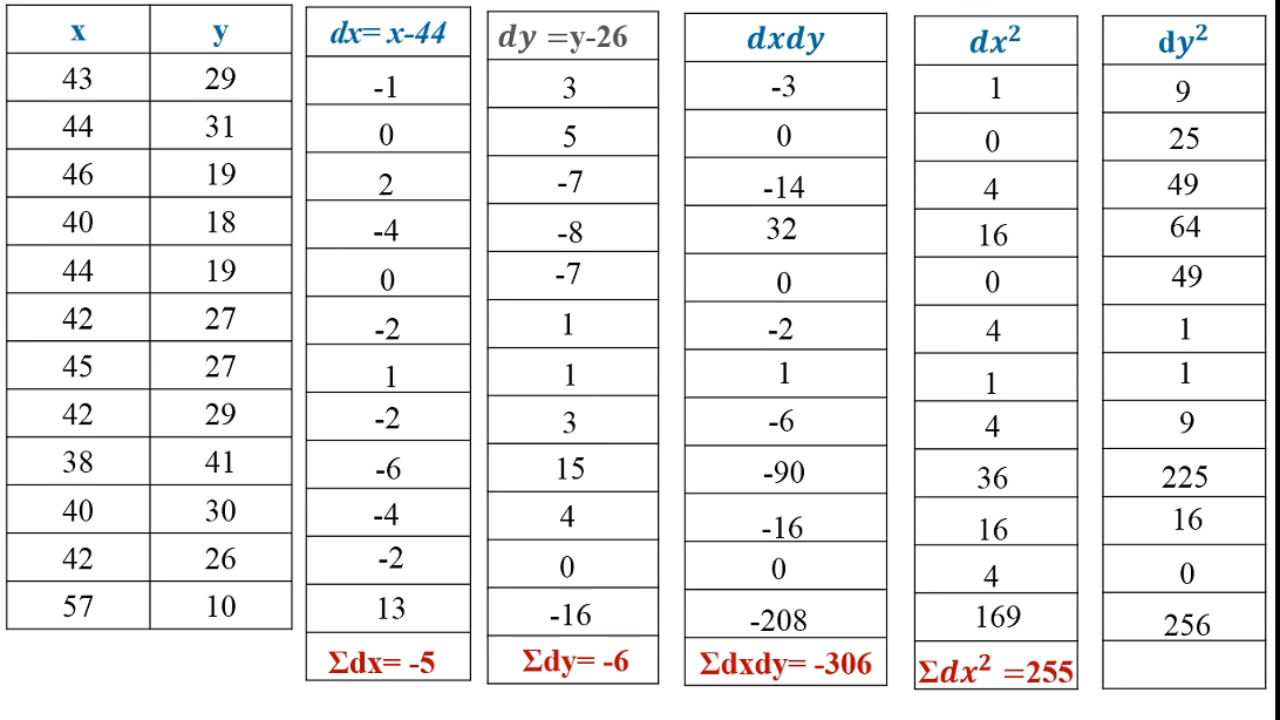 x y dx= x-44 dy =y-26 dxdy dx² dy²
43 29 -1 3 -3 1 9
44 31 0 5 0 0 25
46 19 2 -7 -14 4 49
40 18 -4 -8 32 16 64
44 19 0 -7 0 0 49
42 27 -2 1 -2 4 1
45 27 1 1 1 1 1
42 29 -2 3 -6 4 9
38 41 -6 15 -90 36 225
40 30 -4 4 -16 16 16
42 26 -2 0 0 4 0
57 10 13 -16 -208 169 256
Σdx= -5 Σdy= -6 Σdxdy= -306 Σdx² =255